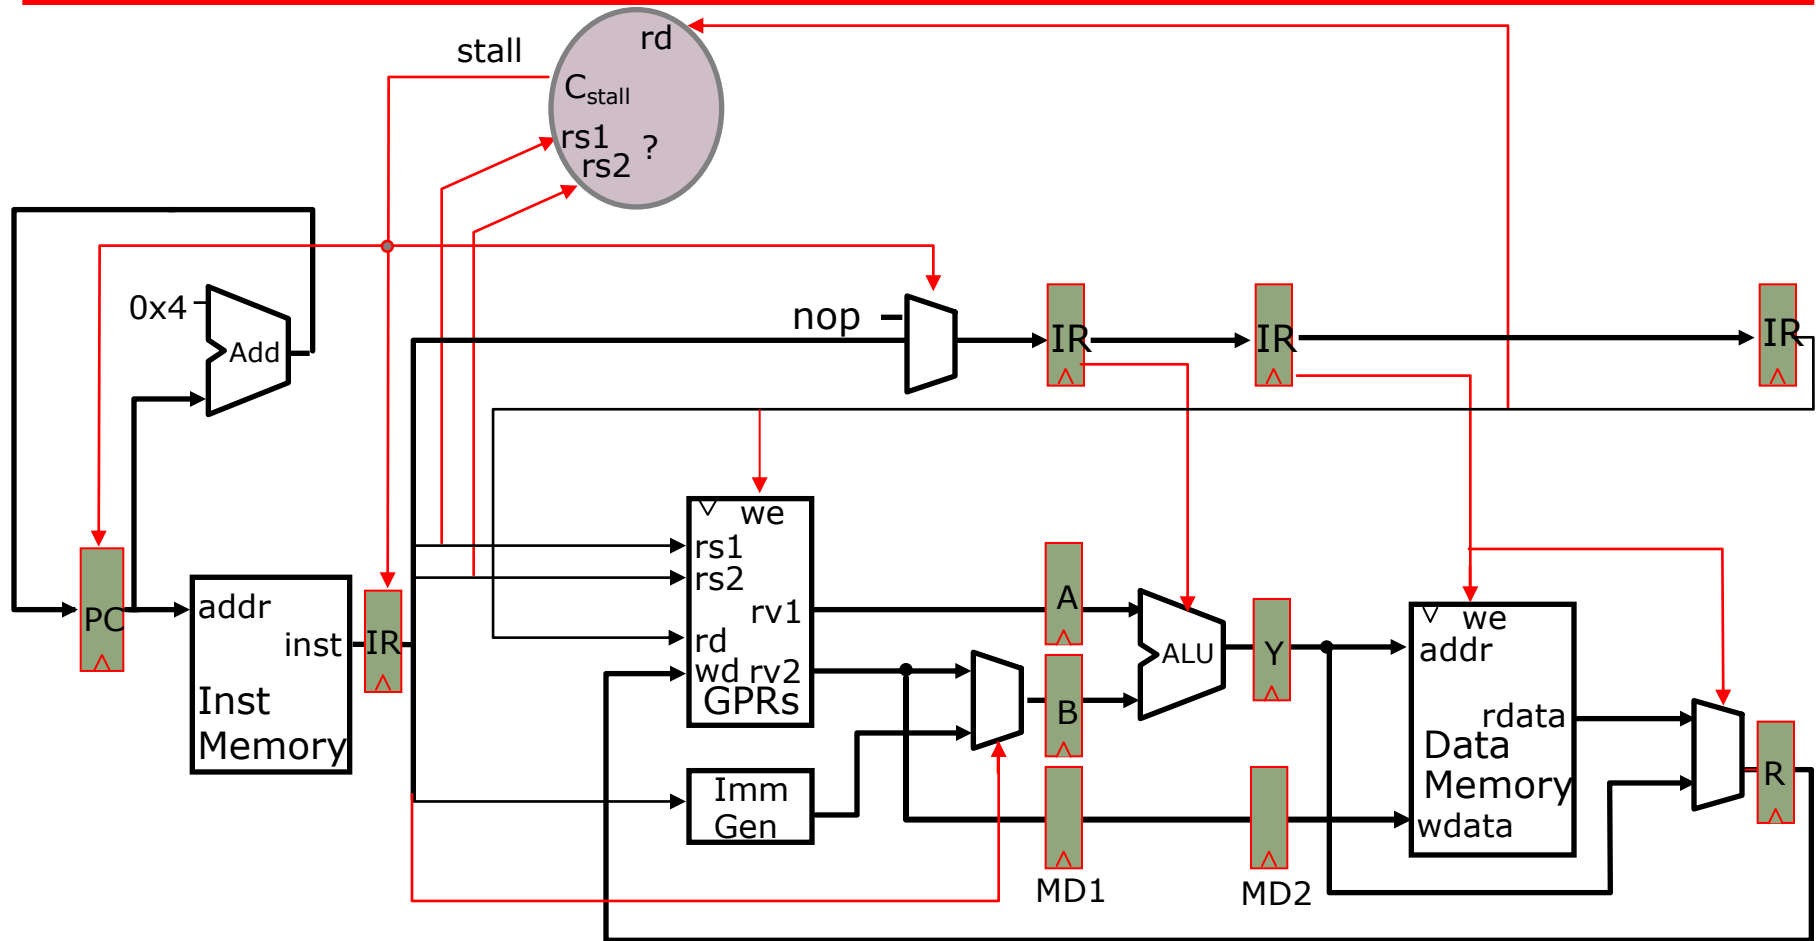 stall
rd
Cstall
rs1
rs2
?
0x4
Add
nop
IR
IR
IR
we
rs1
rs2
rv1
rd
wd rv2
GPRs
PC
addr
inst
Inst
Memory
IR
A
B
ALU
Y
we
addr
rdata
Data
Memory
wdata
R
Imm
Gen
MD1
MD2